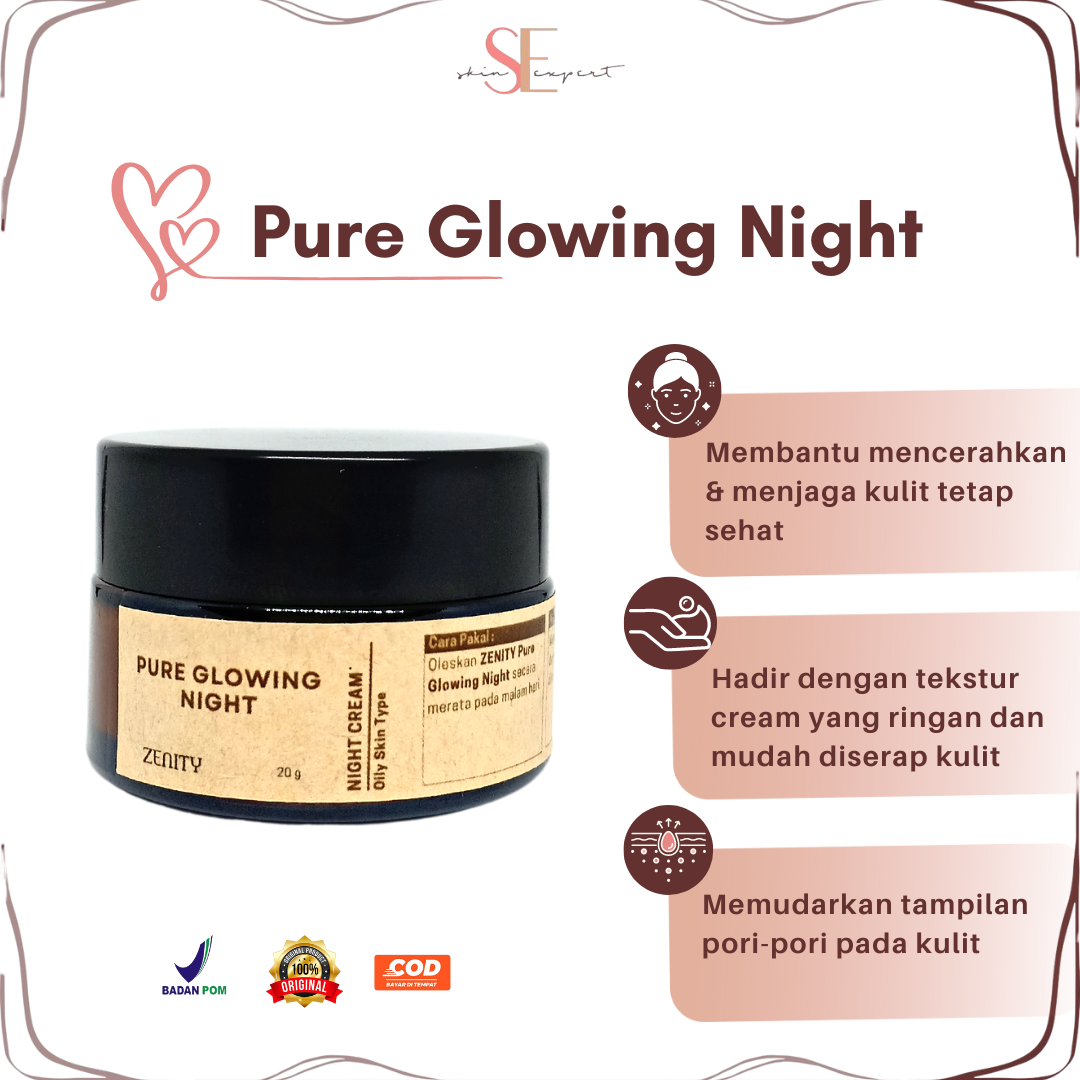 skin SE expert
Pure Glowing Night
Membantu mencerahkan
& menjaga kulit tetap
sehat
Hadir dengan tekstur
cream yang ringan dan
mudah diserap kulit
Memudarkan tampilan
pori-pori pada kulit
PURE GLOWING
NIGHT
ZENITY
20 g
NIGHT CREAM
Oily Skin Type
Cara Pakai :
Oleskan ZENITY Pure
Glowing Night secara
merata pada malam hari
BADAN POM
ORIGINAL PRODUCT
100%
ORIGINAL
COD
BAYAR DI TEMPAT